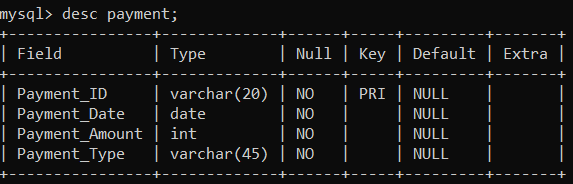 mysql> desc payment;
+----------------+-------------+------+-----+---------+-------+
| Field          | Type        | Null | Key | Default | Extra |
+----------------+-------------+------+-----+---------+-------+
| Payment_ID     | varchar(20) | NO   | PRI | NULL    |       |
| Payment_Date   | date        | NO   |     | NULL    |       |
| Payment_Amount | int         | NO   |     | NULL    |       |
| Payment_Type   | varchar(45) | NO   |     | NULL    |       |
+----------------+-------------+------+-----+---------+-------+